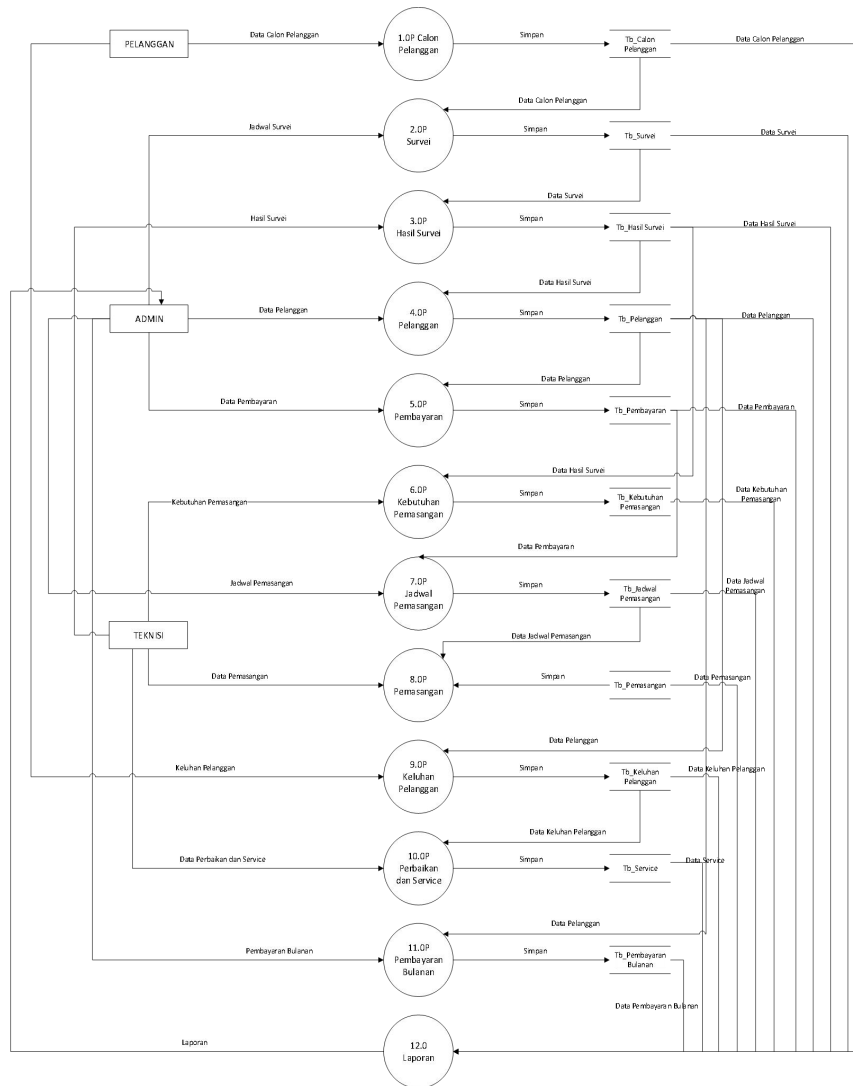 PELANGGAN
Data Calon Pelanggan
1.0P Calon
Pelanggan
Simpan
Tb_Calon
Pelanggan
Data Calon Pelanggan
Data Calon Pelanggan
Jadwal Survei
2.0P
Survei
Simpan
Tb_Survei
Data Survei
Data Survei
Hasil Survei
3.0P
Hasil Survei
Simpan
Tb_Hasil Survei
Data Hasil Survei
Data Hasil Survei
ADMIN
Data Pelanggan
4.0P
Pelanggan
Simpan
Tb_Pelanggan
Data Pelanggan
Data Pelanggan
Data Pembayaran
5.0P
Pembayaran
Simpan
Tb_Pembayaran
Data Pembayaran
Data Hasil Survei
Kebutuhan Pemasangan
6.0P
Kebutuhan
Pemasangan
Simpan
Tb_Kebutuhan
Pemasangan
Data Kebutuhan
Pemasangan
Data Pembayaran
Jadwal Pemasangan
7.0P
Jadwal
Pemasangan
Simpan
Tb_Jadwal
Pemasangan
Data Jadwal
Pemasangan
TEKNISI
Data Jadwal Pemasangan
Data Pemasangan
8.0P
Pemasangan
Simpan
Tb_Pemasangan
Data Pemasangan
Data Pelanggan
Keluhan Pelanggan
9.0P
Keluhan
Pelanggan
Simpan
Tb_Keluhan
Pelanggan
Data Keluhan Pelanggan
Data Keluhan Pelanggan
Data Perbaikan dan Service
10.0P
Perbaikan
dan Service
Simpan
Tb_Service
Data Service
Data Pelanggan
Pembayaran Bulanan
11.0P
Pembayaran
Bulanan
Simpan
Tb_Pembayaran
Bulanan
Data Pembayaran Bulanan
Laporan
12.0
Laporan